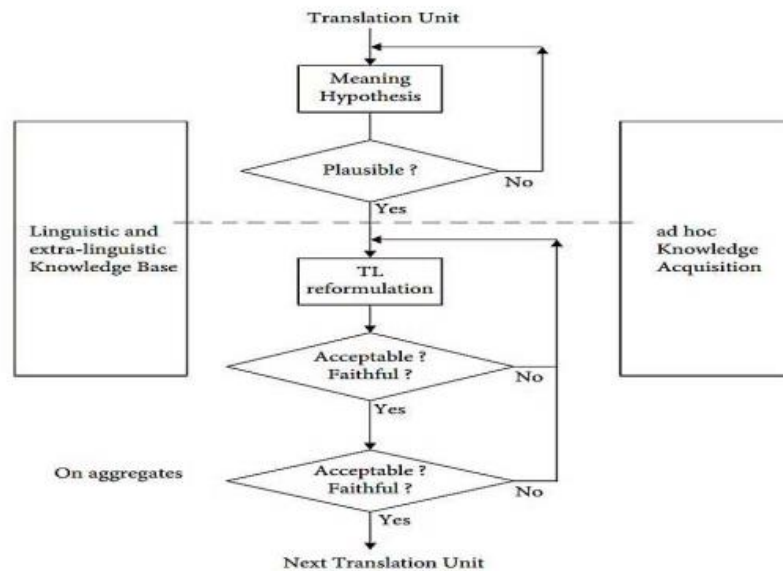 Translation Unit
Meaning
Hypothesis
Plausible ?
No
Yes
Linguistic and
extra-linguistic
Knowledge Base
ad hoc
Knowledge
Acquisition
TL
reformulation
Acceptable ?
Faithful ?
No
Yes
On aggregates
Acceptable ?
Faithful ?
No
Yes
Next Translation Unit